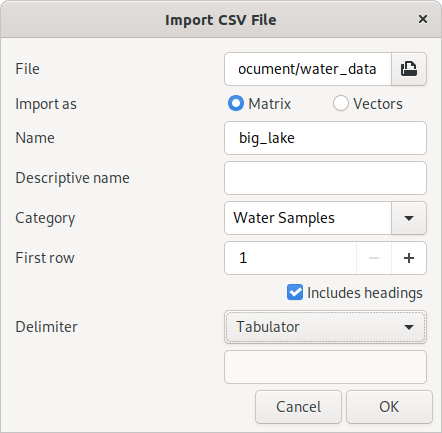 Import CSV File
File ocument/water_data
Import as Matrix Vectors
Name big_lake
Descriptive name
Category Water Samples
First row 1
Includes headings
Delimiter Tabulator
Cancel OK